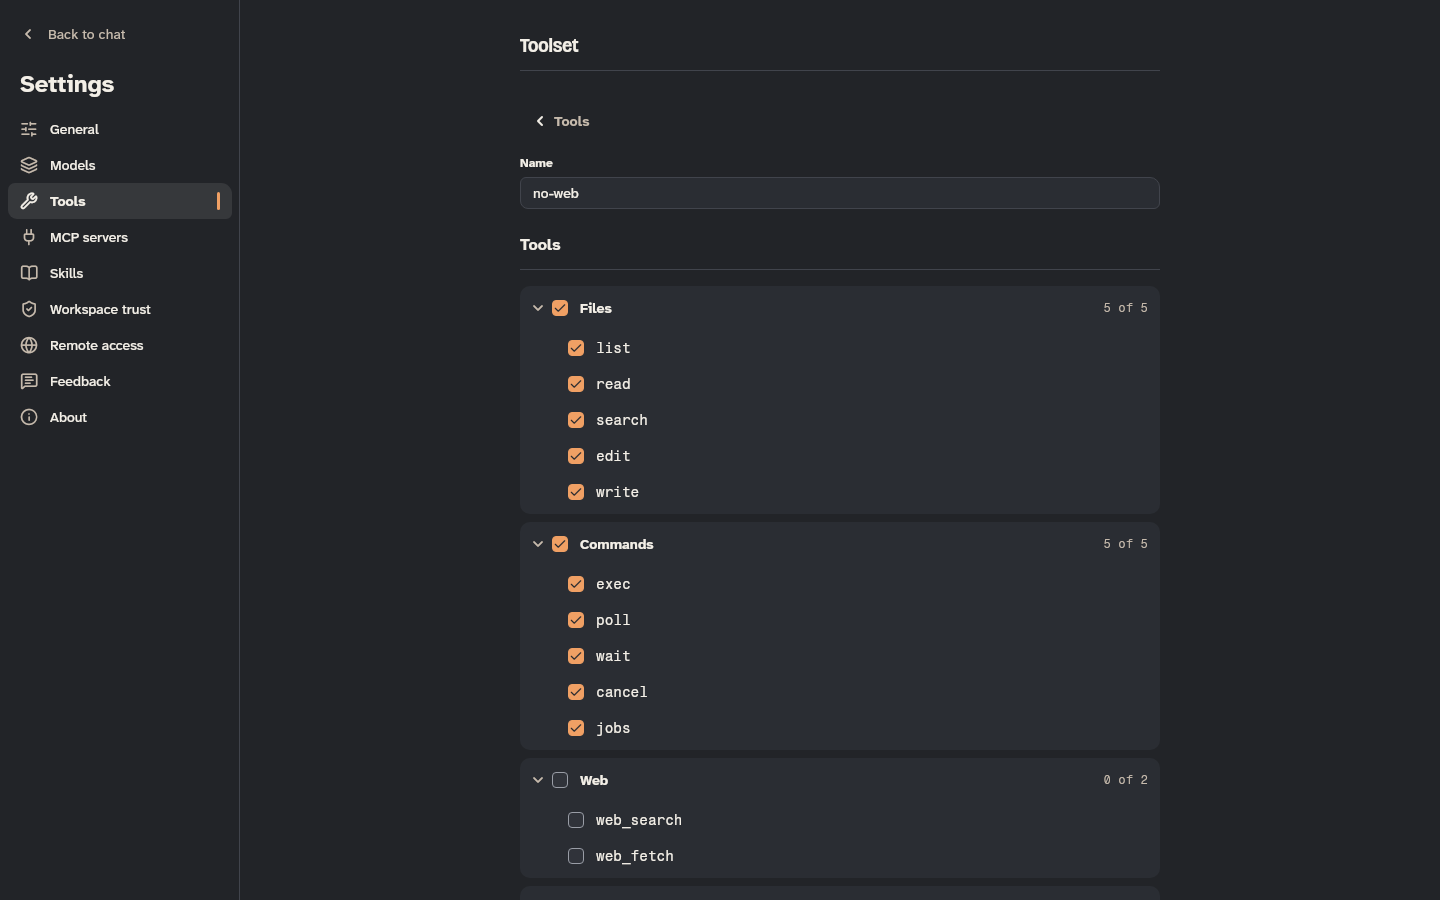 Back to chat
Settings
General
Models
Tools
MCP servers
Skills
Workspace trust
Remote access
Feedback
About
Toolset
Tools
Name
no-web
Tools
Files 5 of 5
list
read
search
edit
write
Commands 5 of 5
exec
poll
wait
cancel
jobs
Web 0 of 2
web_search
web_fetch